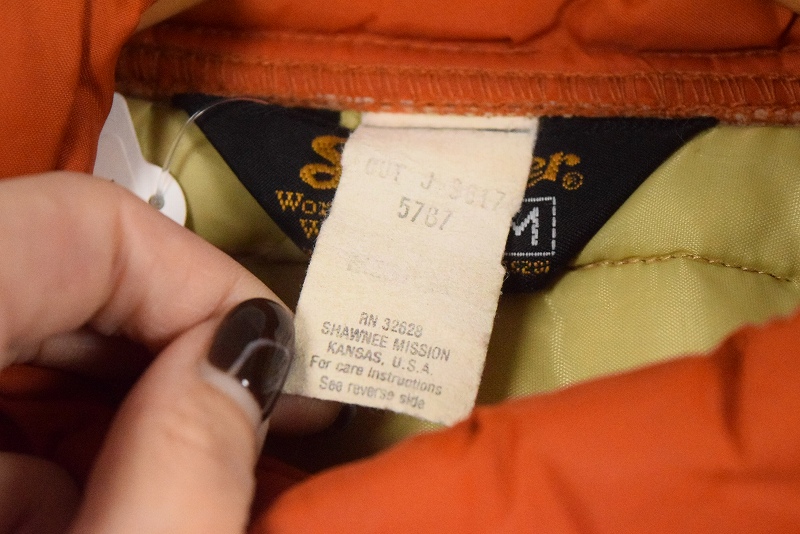 CUT J-3617
5787
M
RN 32628
SHAWNEE MISSION
KANSAS, U.S.A.
For care Instructions
See reverse side